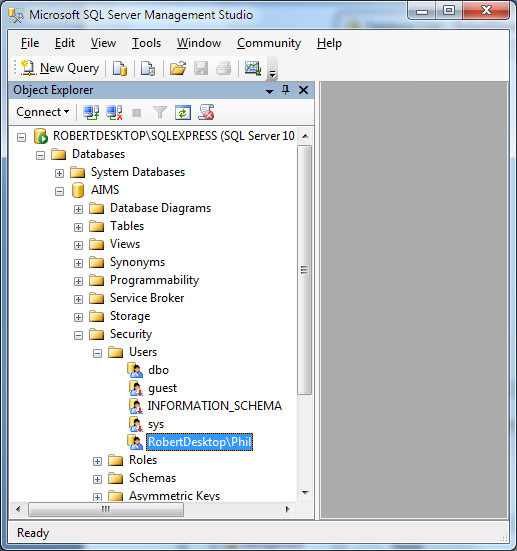 Microsoft SQL Server Management Studio
File Edit View Tools Window Community Help
New Query
Object Explorer
Connect
ROBERTDESKTOP\SQLEXPRESS (SQL Server 10
Databases
System Databases
AIMS
Database Diagrams
Tables
Views
Synonyms
Programmability
Service Broker
Storage
Security
Users
dbo
guest
INFORMATION_SCHEMA
sys
RobertDesktop\Phil
Roles
Schemas
Asymmetric Keys
Ready